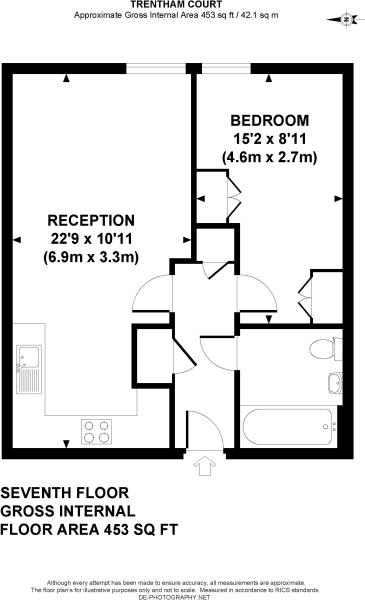 TRENTHAM COURT
Approximate Gross Internal Area 453 sq ft / 42.1 sq m
N
BEDROOM
15'2 x 8'11
(4.6m x 2.7m)
RECEPTION
22'9 x 10'11
(6.9m x 3.3m)
SEVENTH FLOOR
GROSS INTERNAL
FLOOR AREA 453 SQ FT
Although every attempt has been made to ensure accuracy, all measurements are approximate.
The floor plan's for illustrative purposes only and not to scale. Measured in accordance to RICS standards.
DE-PHOTOGRAPHY.NET